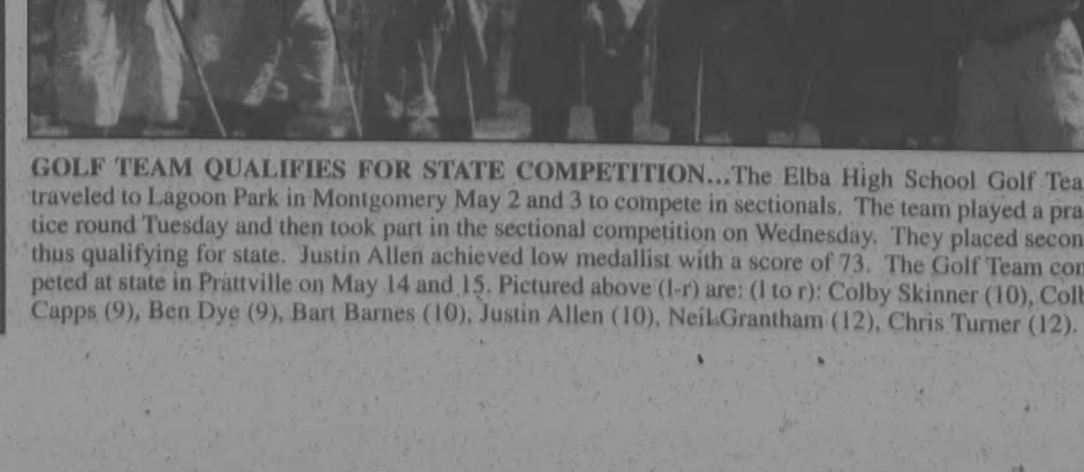 GOLF TEAM QUALIFIES FOR STATE COMPETITION...The Elba High School Golf Tea
traveled to Lagoon Park in Montgomery May 2 and 3 to compete in sectionals. The team played a pra
tice round Tuesday and then took part in the sectional competition on Wednesday. They placed secon
thus qualifying for state. Justin Allen achieved low medallist with a score of 73. The Golf Team con
peted at state in Prattville on May 14 and 15. Pictured above (l-r) are: (l to r): Colby Skinner (10), Coll
Capps (9), Ben Dye (9), Bart Barnes (10), Justin Allen (10), Neil Grantham (12), Chris Turner (12).